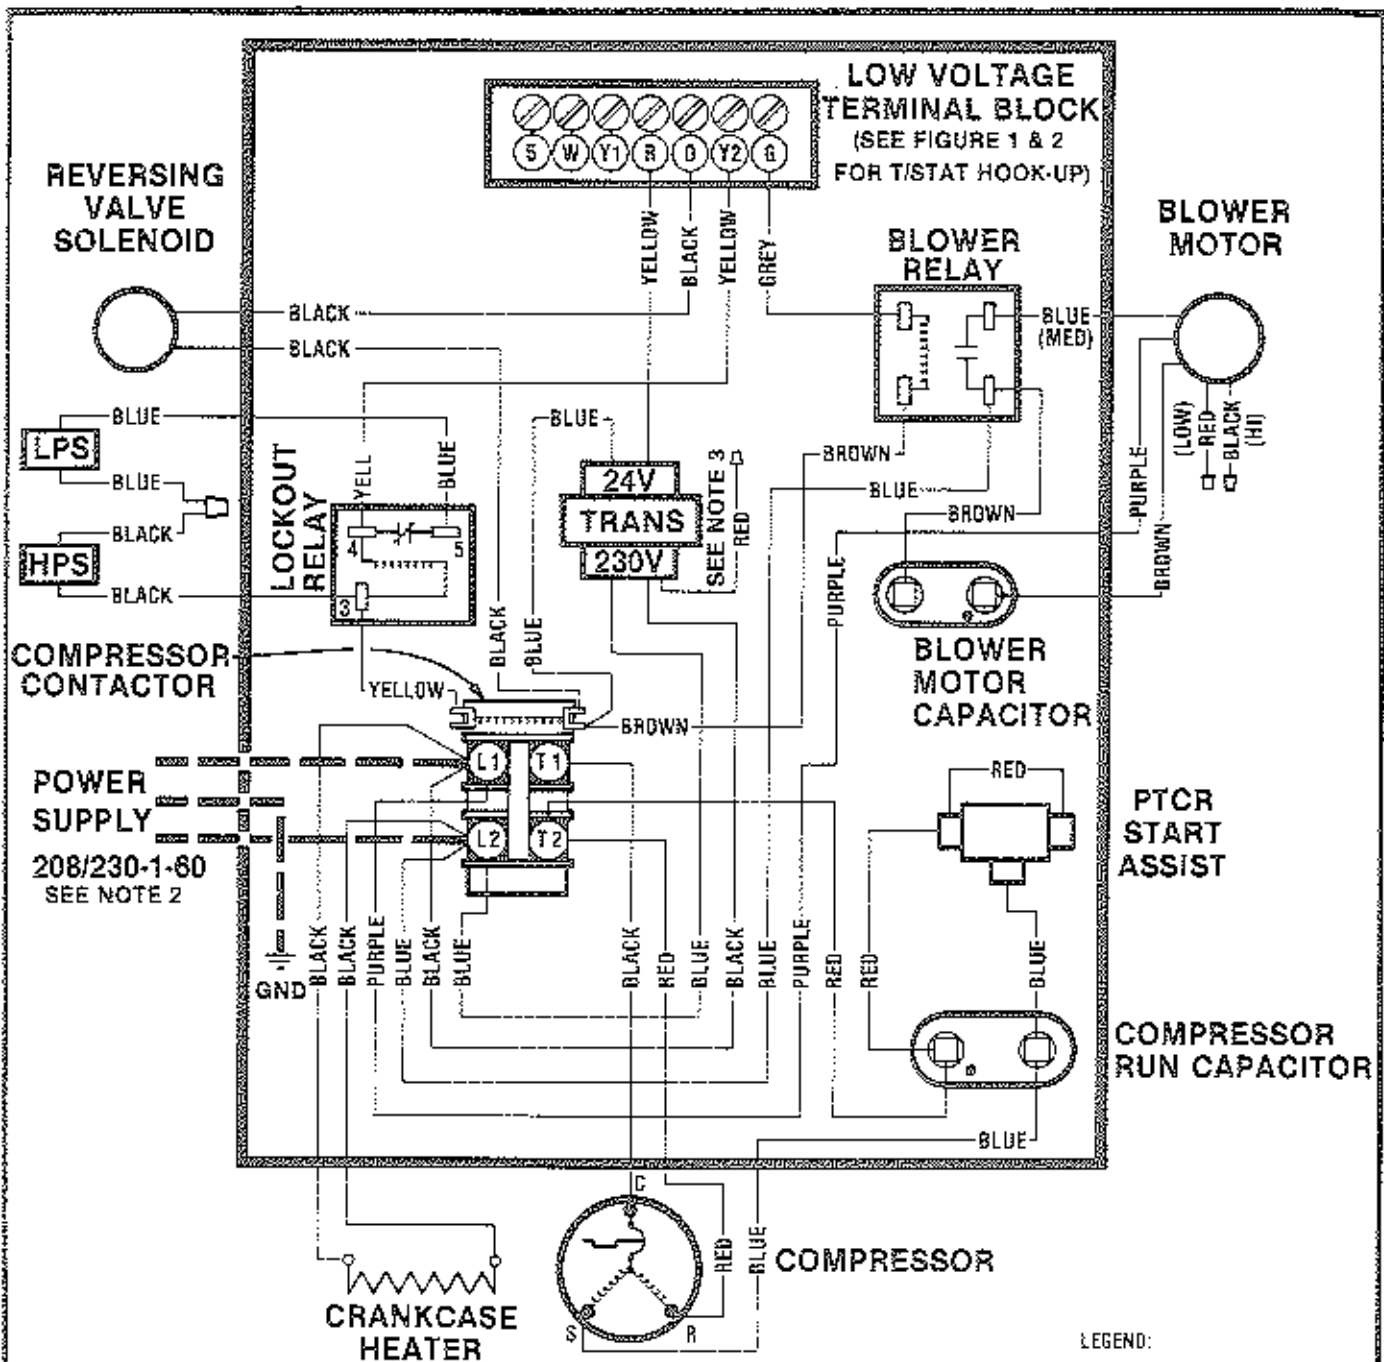 LOW VOLTAGE
TERMINAL BLOCK
(SEE FIGURE 1 & 2
FOR T/STAT HOOK-UP)
5 W Y1 R O Y2 G
REVERSING
VALVE
SOLENOID
BLOWER
MOTOR
BLOWER
RELAY
YELLOW
BLACK
YELLOW
GREY
BLACK
BLACK
BLUE
(MED)
(LOW)
RED
BLACK
(HI)
BLUE
LPS
BLUE
BLACK
HPS
BLACK
LOCKOUT
RELAY
YELL
BLUE
4
5
3
BLUE
24V
TRANS
230V
SEE NOTE 3
RED
BROWN
BLUE
BROWN
PURPLE
BROWN
PURPLE
BLACK
BLUE
COMPRESSOR
CONTACTOR
YELLOW
BROWN
BLOWER
MOTOR
CAPACITOR
L1
T1
L2
T2
POWER
SUPPLY
208/230-1-60
SEE NOTE 2
GND
RED
PTCR
START
ASSIST
BLACK
BLACK
PURPLE
BLUE
BLACK
BLUE
BLACK
RED
BLUE
BLACK
BLUE
PURPLE
RED
RED
BLUE
COMPRESSOR
RUN CAPACITOR
BLUE
C
S
R
RED
BLUE
COMPRESSOR
CRANKCASE
HEATER
LEGEND: